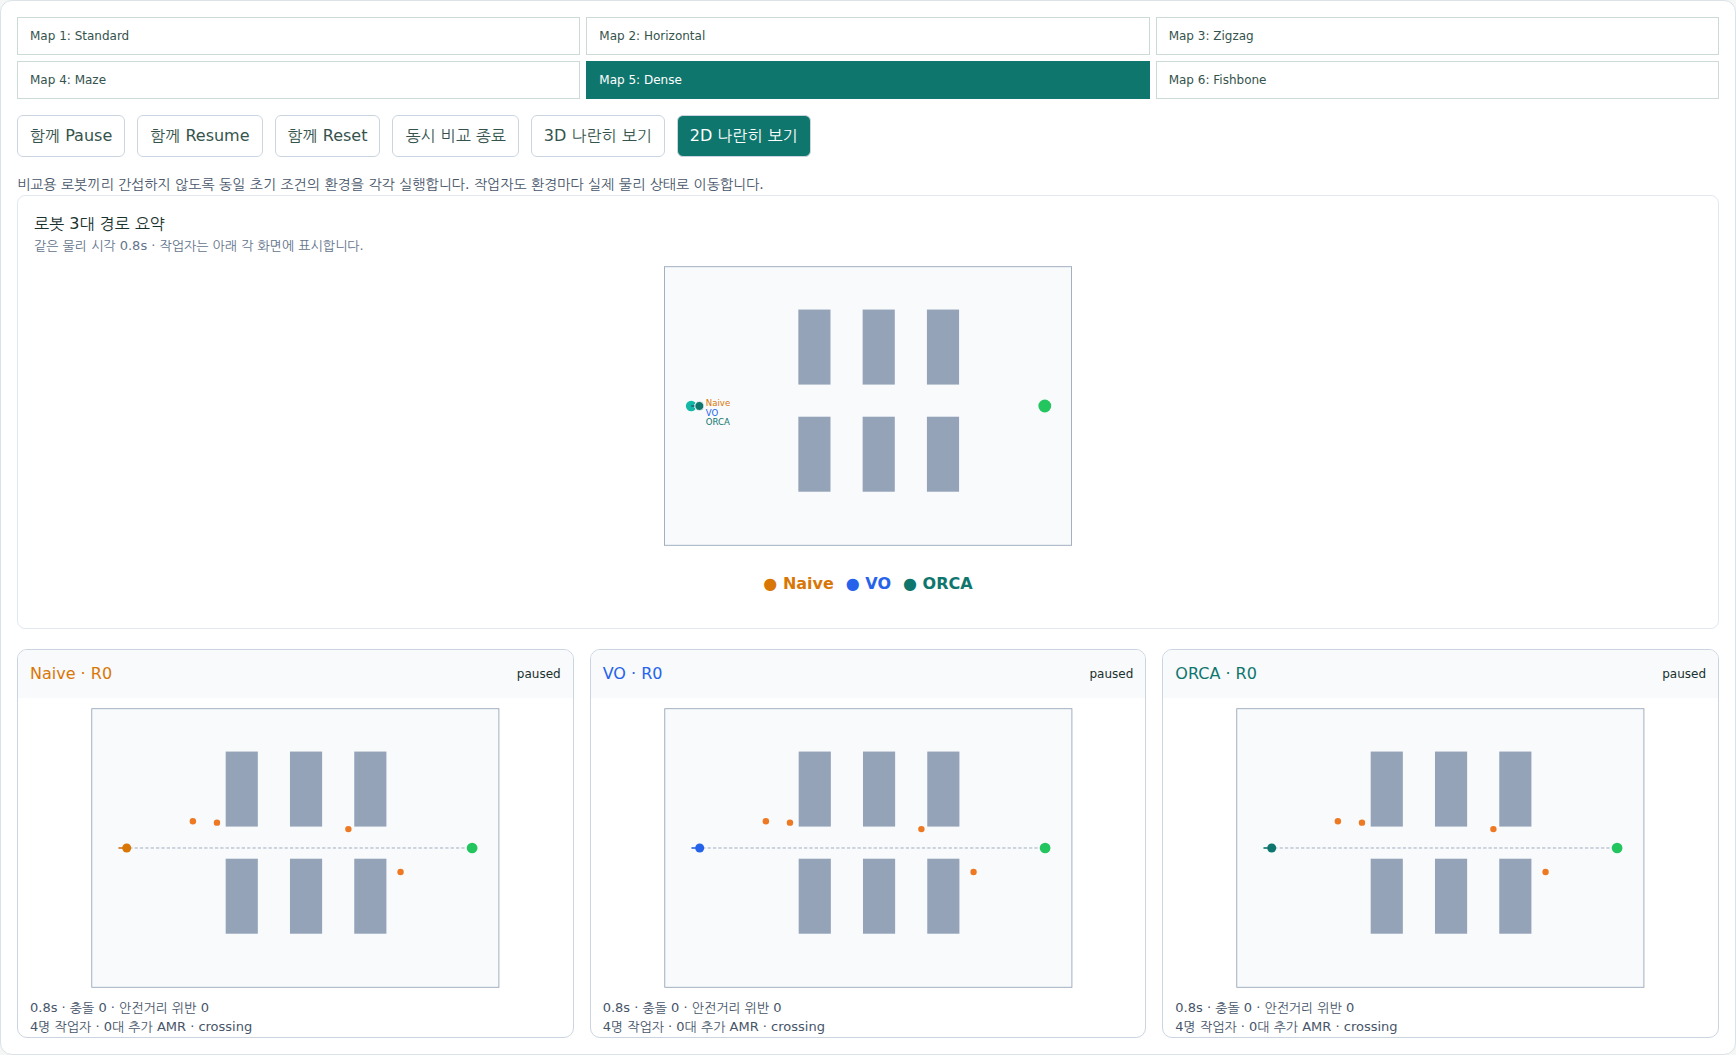 Map 1: Standard
Map 2: Horizontal
Map 3: Zigzag
Map 4: Maze
Map 5: Dense
Map 6: Fishbone
함께 Pause
함께 Resume
함께 Reset
동시 비교 종료
3D 나란히 보기
2D 나란히 보기
비교용 로봇끼리 간섭하지 않도록 동일 초기 조건의 환경을 각각 실행합니다. 작업자도 환경마다 실제 물리 상태로 이동합니다.
로봇 3대 경로 요약
같은 물리 시각 0.8s · 작업자는 아래 각 화면에 표시합니다.
Naive
VO
ORCA
Naive
VO
ORCA
Naive · R0
paused
0.8s · 충돌 0 · 안전거리 위반 0
4명 작업자 · 0대 추가 AMR · crossing
VO · R0
paused
0.8s · 충돌 0 · 안전거리 위반 0
4명 작업자 · 0대 추가 AMR · crossing
ORCA · R0
paused
0.8s · 충돌 0 · 안전거리 위반 0
4명 작업자 · 0대 추가 AMR · crossing